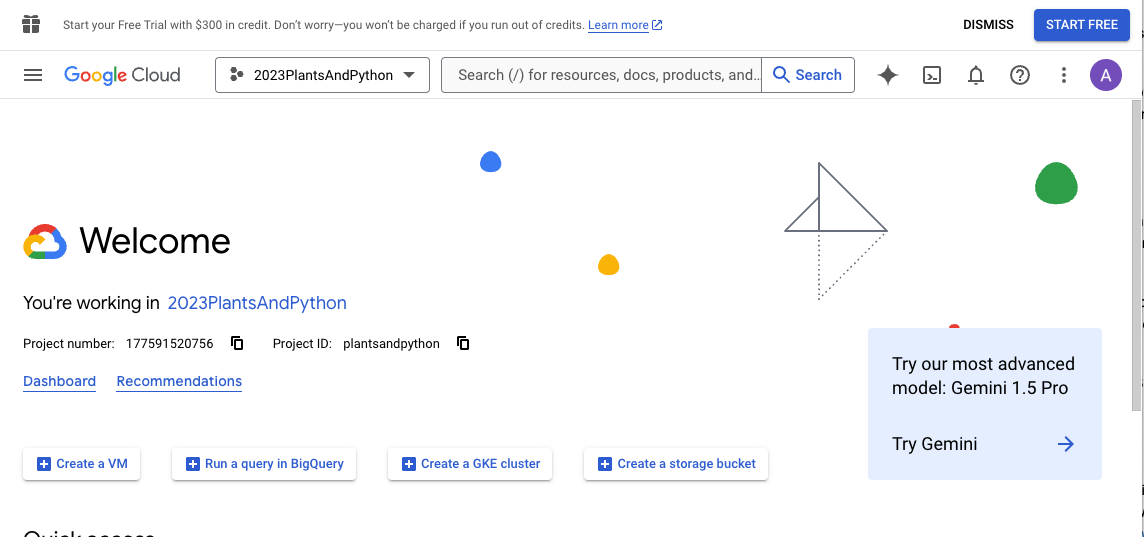 Start your Free Trial with $300 in credit. Don't worry—you won't be charged if you run out of credits. Learn more
DISMISS
START FREE
Google Cloud
2023PlantsAndPython
Search (/) for resources, docs, products, and...
Search
A
Welcome
You're working in 2023PlantsAndPython
Project number: 177591520756 Project ID: plantsandpython
Dashboard Recommendations
Try our most advanced
model: Gemini 1.5 Pro
Try Gemini
Create a VM
Run a query in BigQuery
Create a GKE cluster
Create a storage bucket
Quick access